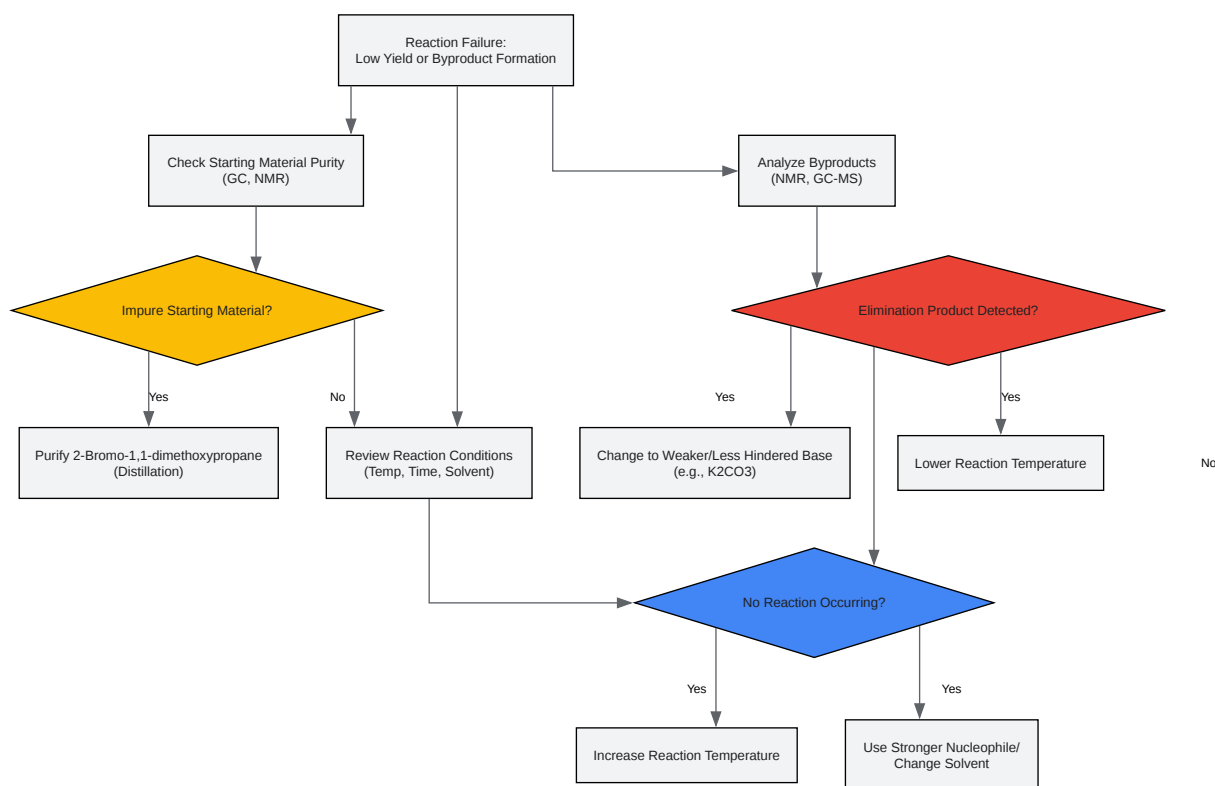 Reaction Failure:
Low Yield or Byproduct Formation
Check Starting Material Purity
(GC, NMR)
Analyze Byproducts
(NMR, GC-MS)
Impure Starting Material?
Elimination Product Detected?
Yes
No
Yes
Yes
Purify 2-Bromo-1,1-dimethoxypropane
(Distillation)
Review Reaction Conditions
(Temp, Time, Solvent)
Change to Weaker/Less Hindered Base
(e.g., K2CO3)
Lower Reaction Temperature
No
No Reaction Occurring?
Yes
Yes
Increase Reaction Temperature
Use Stronger Nucleophile/
Change Solvent